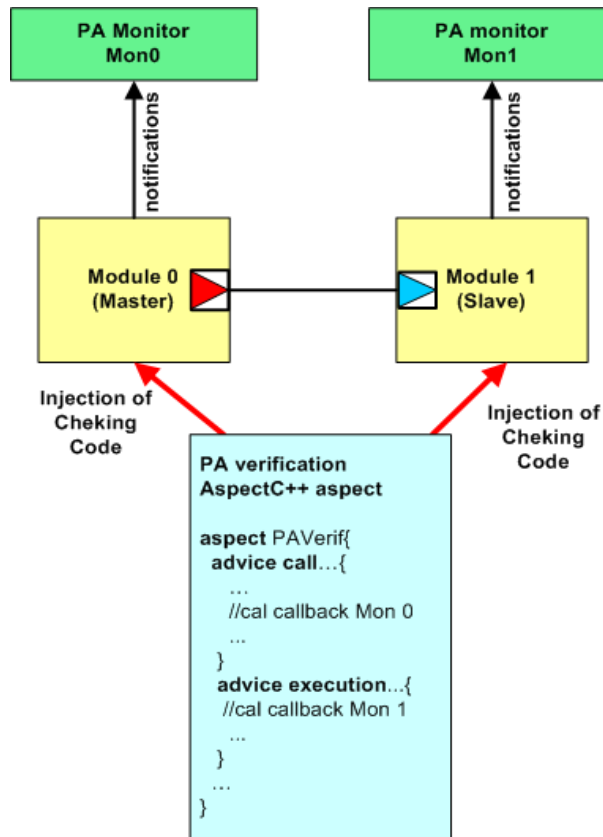 PA Monitor
Mon0
PA monitor
Mon1
notifications
notifications
Module 0
(Master)
Module 1
(Slave)
Injection of
Cheking
Code
Injection of
Cheking
Code
PA verification
AspectC++ aspect
aspect PAVerif{
advice call...{
...
//cal callback Mon 0
...
}
advice execution...{
//cal callback Mon 1
...
}
...
}